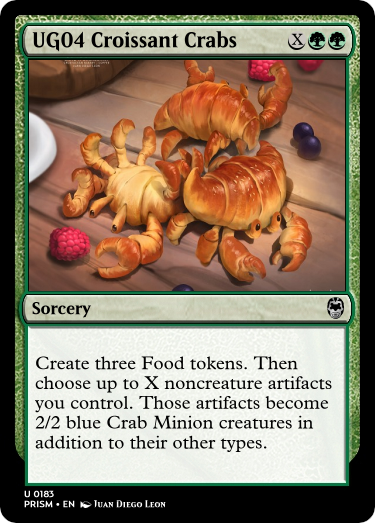 UG04 Croissant Crabs X
Sorcery
Create three Food tokens. Then
choose up to X noncreature artifacts
you control. Those artifacts become
2/2 blue Crab Minion creatures in
addition to their other types.
U 0183
PRISM • EN Juan Diego Leon